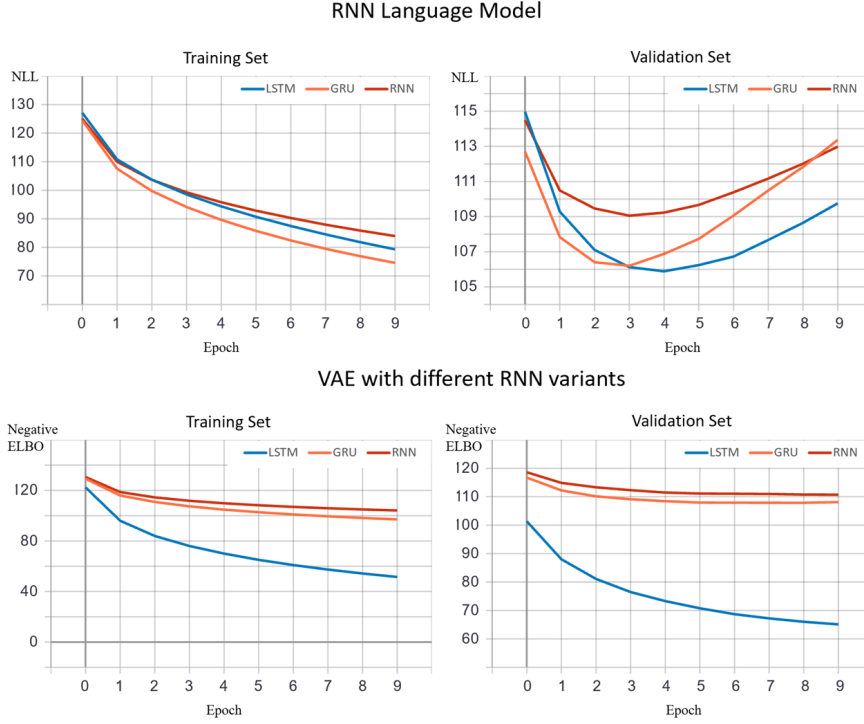 RNN Language Model
Training Set
NLL
LSTM GRU RNN
130
120
110
100
90
80
70
0 1 2 3 4 5 6 7 8 9
Epoch
Validation Set
NLL
LSTM GRU RNN
115
113
111
109
107
105
0 1 2 3 4 5 6 7 8 9
Epoch
VAE with different RNN variants
Training Set
Negative
ELBO
LSTM GRU RNN
120
80
40
0
0 1 2 3 4 5 6 7 8 9
Epoch
Validation Set
Negative
ELBO
LSTM GRU RNN
120
110
100
90
80
70
60
0 1 2 3 4 5 6 7 8 9
Epoch